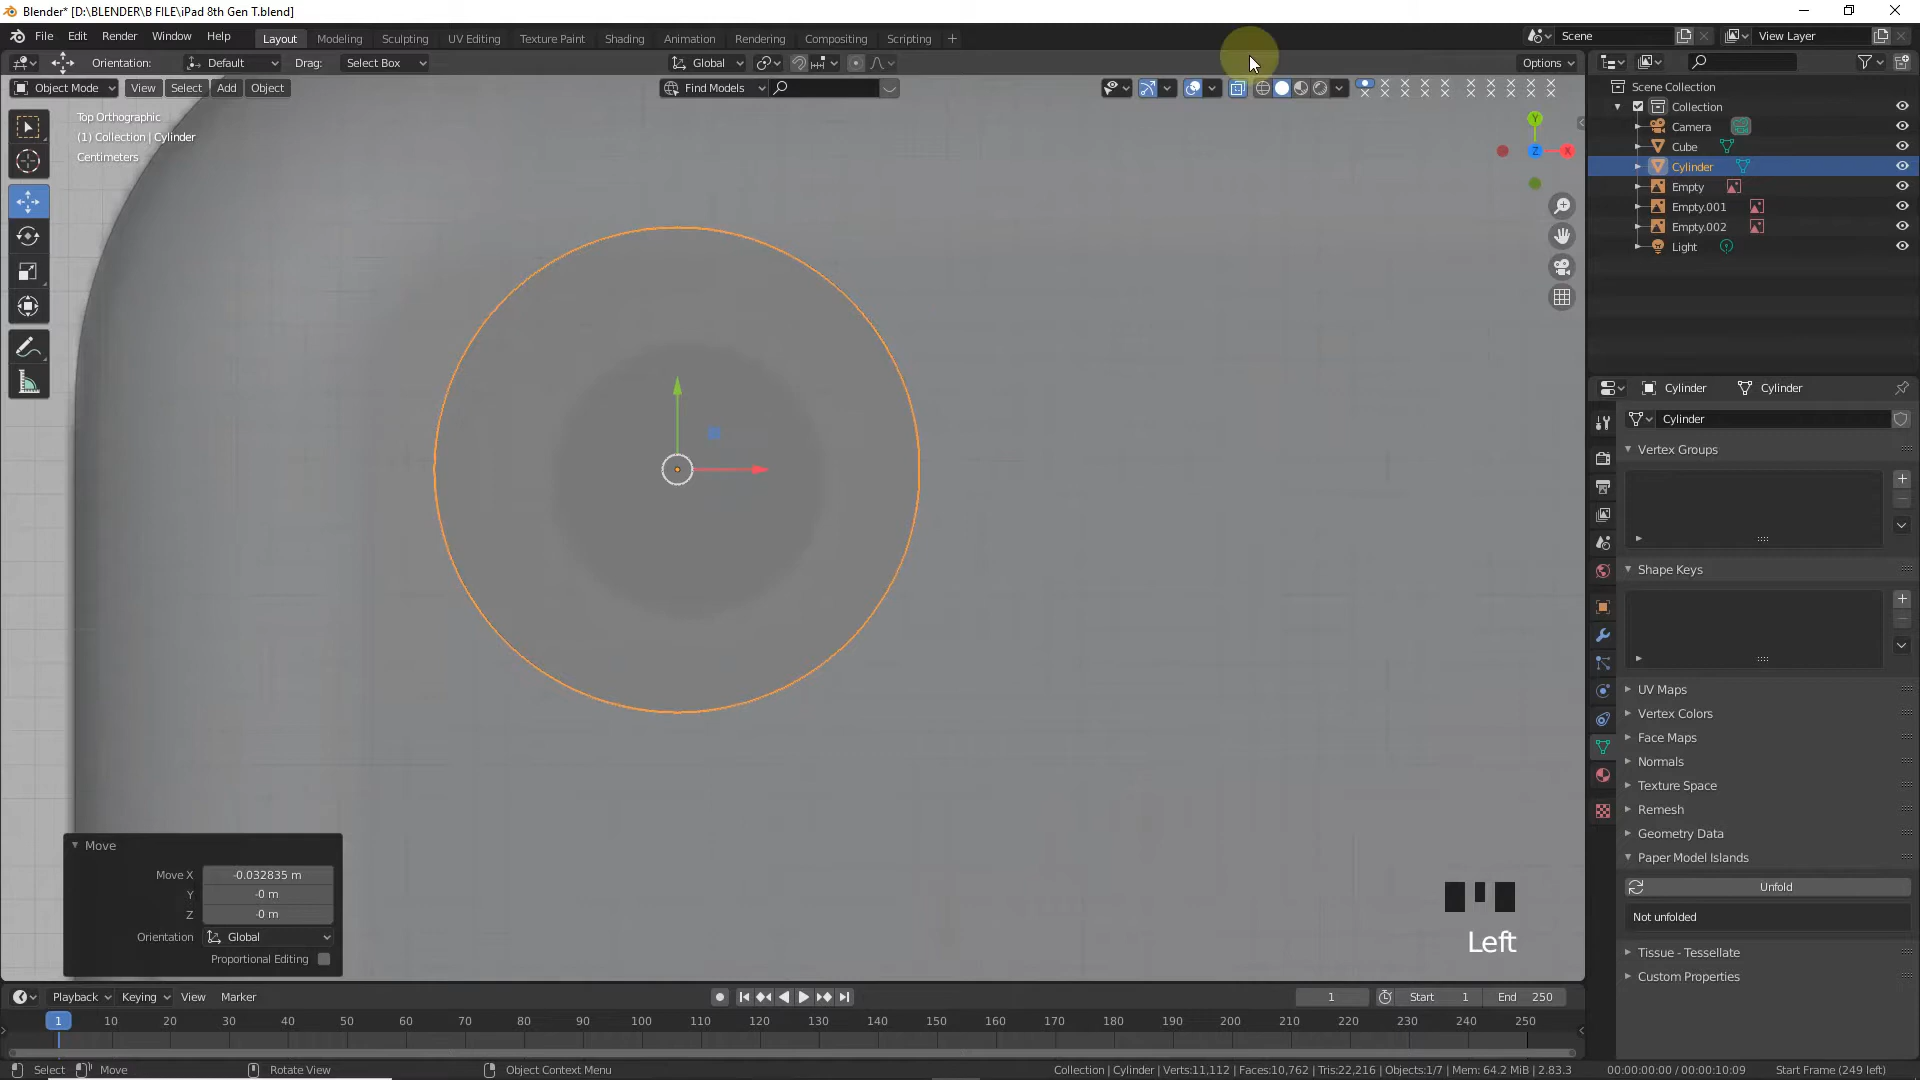 Blender* [D:\BLENDER\B FILE\iPad 8th Gen T.blend]
File Edit Render Window Help Layout Modeling Sculpting UV Editing Texture Paint Shading Animation Rendering Compositing Scripting + Scene View Layer
Orientation: Default Drag: Select Box Global Options
Object Mode View Select Add Object Find Models
Top Orthographic
(1) Collection | Cylinder
Centimeters
Y
Z X
Scene Collection
Collection
Camera
Cube
Cylinder
Empty
Empty.001
Empty.002
Light
Cylinder Cylinder
Cylinder
Vertex Groups
Shape Keys
UV Maps
Vertex Colors
Face Maps
Normals
Texture Space
Remesh
Geometry Data
Paper Model Islands
Unfold
Not unfolded
Tissue - Tessellate
Custom Properties
Move
Move X -0.032835 m
Y -0 m
Z -0 m
Orientation Global
Proportional Editing
Left
Playback Keying View Marker 1 Start 1 End 250
1 10 20 30 40 50 60 70 80 90 100 110 120 130 140 150 160 170 180 190 200 210 220 230 240 250
Select Move Rotate View Object Context Menu Collection | Cylinder | Verts:11,112 | Faces:10,762 | Tris:22,216 | Objects:1/7 | Mem: 64.2 MiB | 2.83.3 00:00:00:00 / 00:00:10:09 Start Frame (249 left)